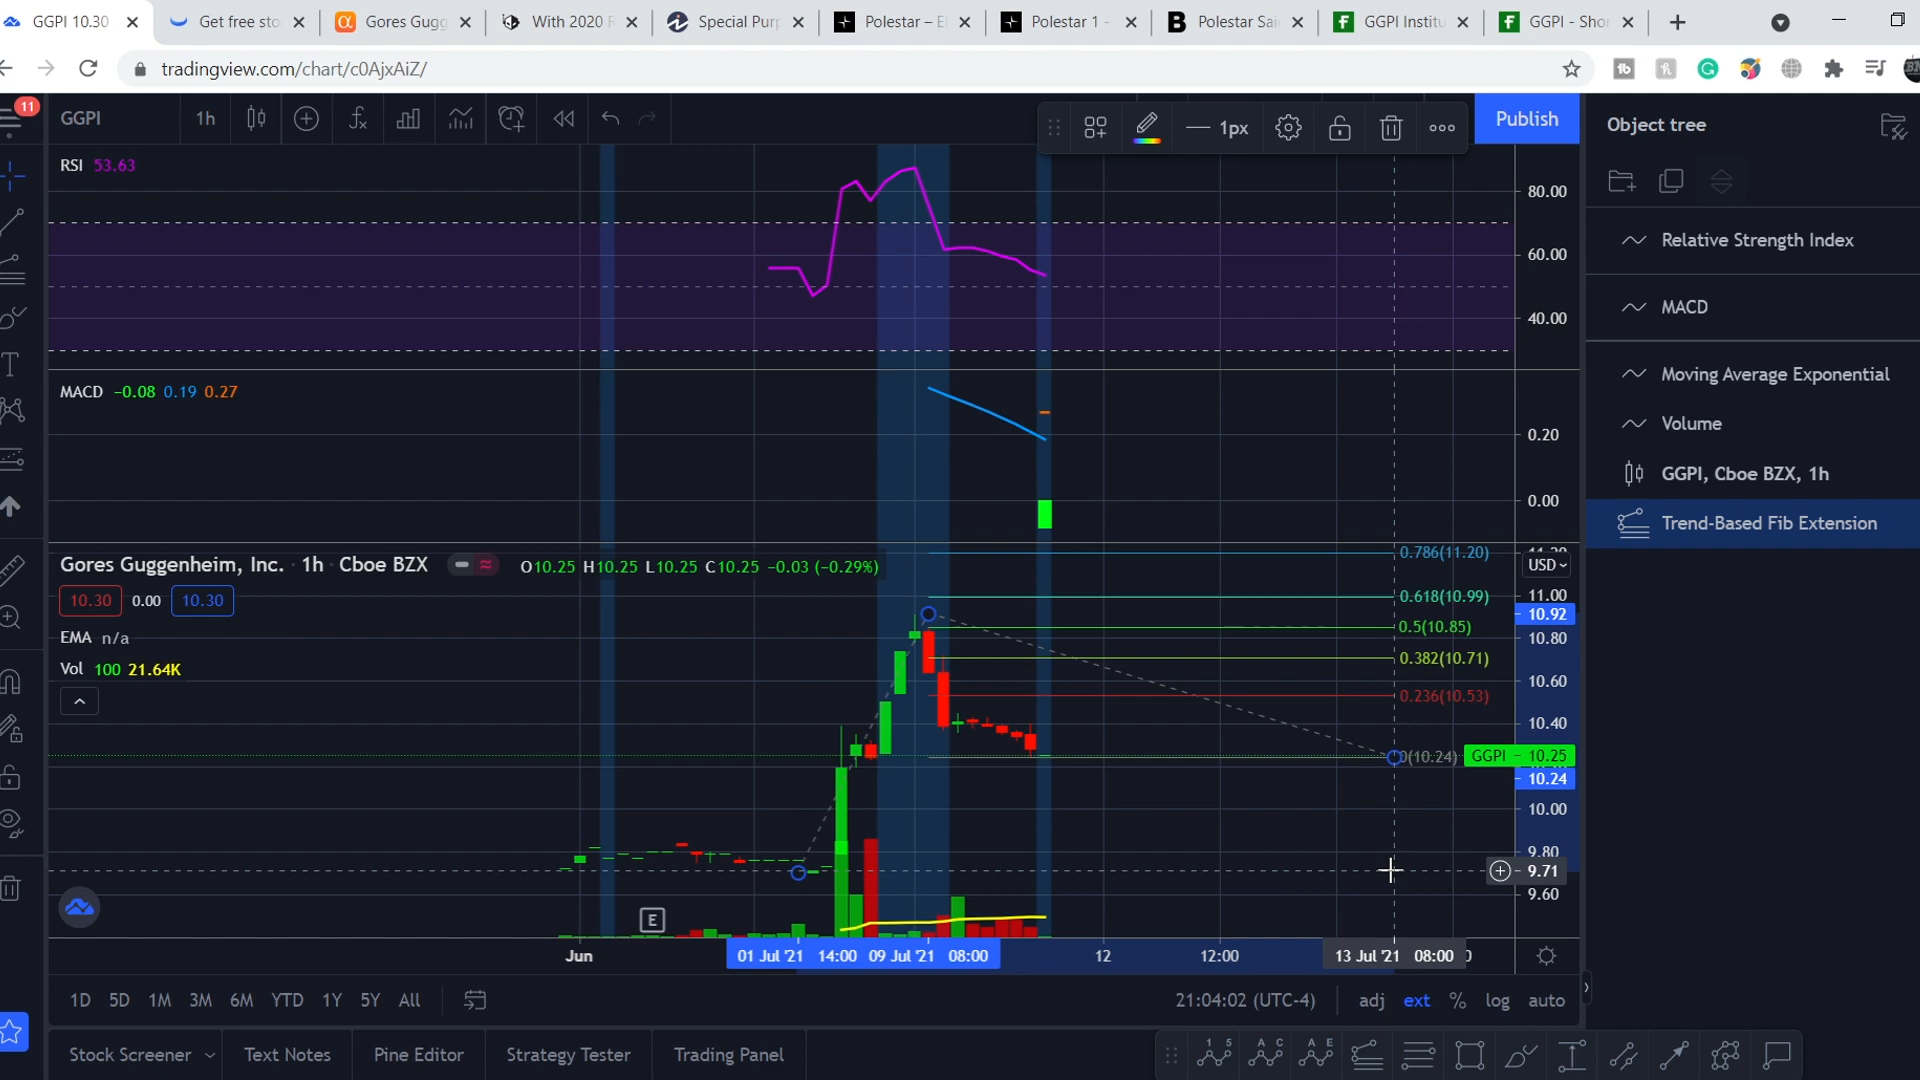 GGPI 10.30
Get free sto
Gores Gugg
With 2020 R
Special Purp
Polestar – El
Polestar 1 -
Polestar Sai
GGPI Institu
GGPI - Shor
tradingview.com/chart/c0AjxAiZ/
11
GGPI
1h
1px
Publish
Object tree
RSI 53.63
80.00
60.00
40.00
Relative Strength Index
MACD
Moving Average Exponential
Volume
GGPI, Cboe BZX, 1h
Trend-Based Fib Extension
MACD −0.08 0.19 0.27
0.20
0.00
Gores Guggenheim, Inc. · 1h · Cboe BZX
O10.25 H10.25 L10.25 C10.25 −0.03 (−0.29%)
10.30 0.00 10.30
EMA n/a
Vol 100 21.64K
0.786(11.20)
0.618(10.99)
0.5(10.85)
0.382(10.71)
0.236(10.53)
0(10.24)
USD
11.00
10.92
10.80
10.60
10.40
GGPI 10.25
10.24
10.00
9.80
9.71
9.60
E
Jun
01 Jul '21 14:00
09 Jul '21 08:00
12
12:00
13 Jul '21 08:00
1D 5D 1M 3M 6M YTD 1Y 5Y All
21:04:02 (UTC-4)
adj ext % log auto
Stock Screener
Text Notes
Pine Editor
Strategy Tester
Trading Panel
1 5
A C
A E